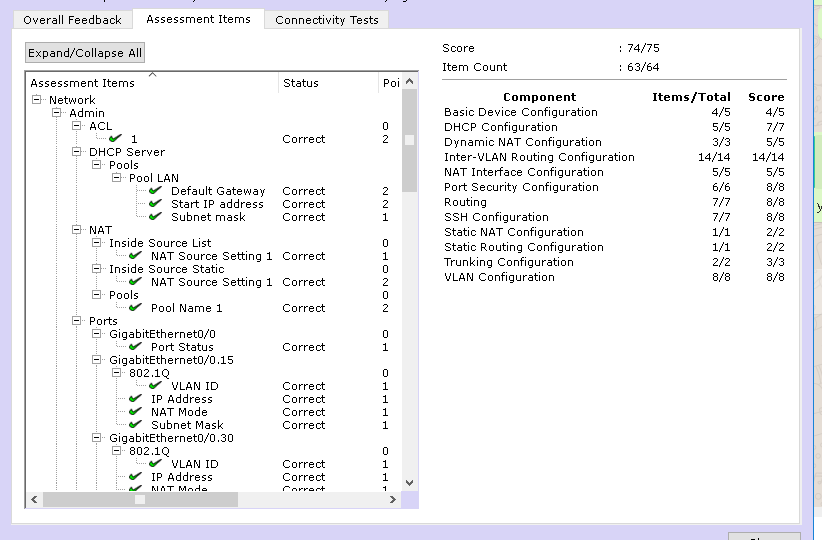 Overall Feedback Assessment Items Connectivity Tests
Expand/Collapse All
Assessment Items Status Poi
Network
Admin
ACL 0
1 Correct 2
DHCP Server
Pools
Pool LAN
Default Gateway Correct 2
Start IP address Correct 2
Subnet mask Correct 1
NAT
Inside Source List 0
NAT Source Setting 1 Correct 1
Inside Source Static 0
NAT Source Setting 1 Correct 2
Pools 0
Pool Name 1 Correct 2
Ports
GigabitEthernet0/0 0
Port Status Correct 1
GigabitEthernet0/0.15 0
802.1Q 0
VLAN ID Correct 1
IP Address Correct 1
NAT Mode Correct 1
Subnet Mask Correct 1
GigabitEthernet0/0.30 0
802.1Q 0
VLAN ID Correct 1
IP Address Correct 1
NAT Mode Correct 1
Score : 74/75
Item Count : 63/64
Component Items/Total Score
Basic Device Configuration 4/5 4/5
DHCP Configuration 5/5 7/7
Dynamic NAT Configuration 3/3 5/5
Inter-VLAN Routing Configuration 14/14 14/14
NAT Interface Configuration 5/5 5/5
Port Security Configuration 6/6 8/8
Routing 7/7 8/8
SSH Configuration 7/7 8/8
Static NAT Configuration 1/1 2/2
Static Routing Configuration 1/1 2/2
Trunking Configuration 2/2 3/3
VLAN Configuration 8/8 8/8
y